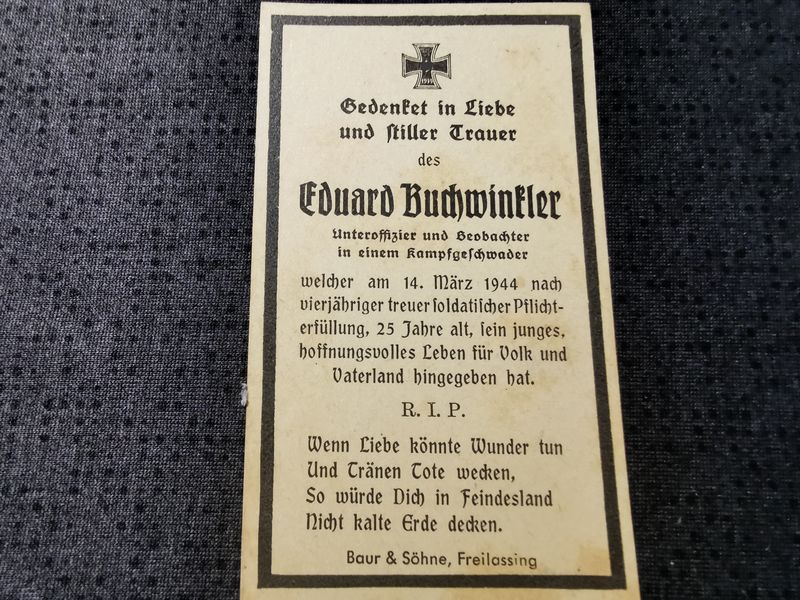 Gedenket in Liebe
und stiller Trauer
des
Eduard Buchwinkler
Unteroffizier und Beobachter
in einem Kampfgeschwader
welcher am 14. März 1944 nach
vierjähriger treuer soldatischer Pflicht-
erfüllung, 25 Jahre alt, sein junges,
hoffnungsvolles Leben für Volk und
Vaterland hingegeben hat.
R. I. P.
Wenn Liebe könnte Wunder tun
Und Tränen Tote wecken,
So würde Dich in Feindesland
Nicht kalte Erde decken.
Baur & Söhne, Freilassing